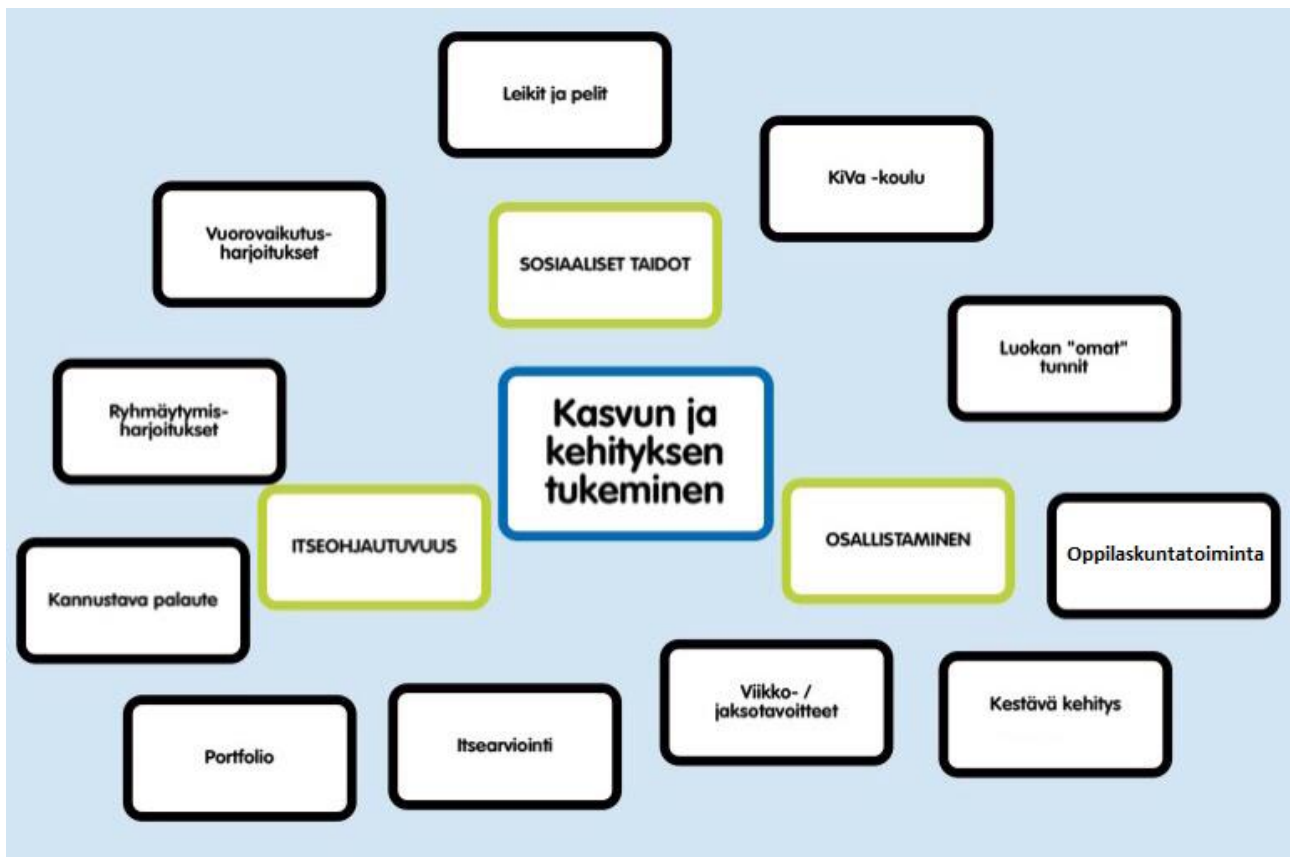 Leikit ja pelit
KiVa -koulu
Vuorovaikutus-
harjoitukset
SOSIAALISET TAIDOT
Luokan "omat"
tunnit
Ryhmäytymis-
harjoitukset
Kasvun ja
kehityksen
tukeminen
ITSEOHJAUTUVUUS
OSALLISTAMINEN
Oppilaskuntatoiminta
Kannustava palaute
Viikko- /
jaksotavoitteet
Kestävä kehitys
Portfolio
Itsearviointi